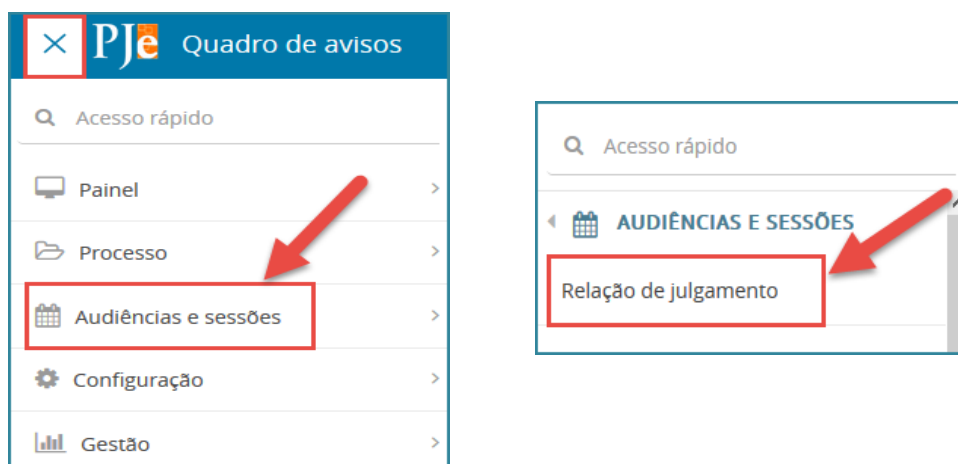 PJe Quadro de avisos
Acesso rápido
Painel
Processo
Audiências e sessões
Configuração
Gestão
Acesso rápido
AUDIÊNCIAS E SESSÕES
Relação de julgamento